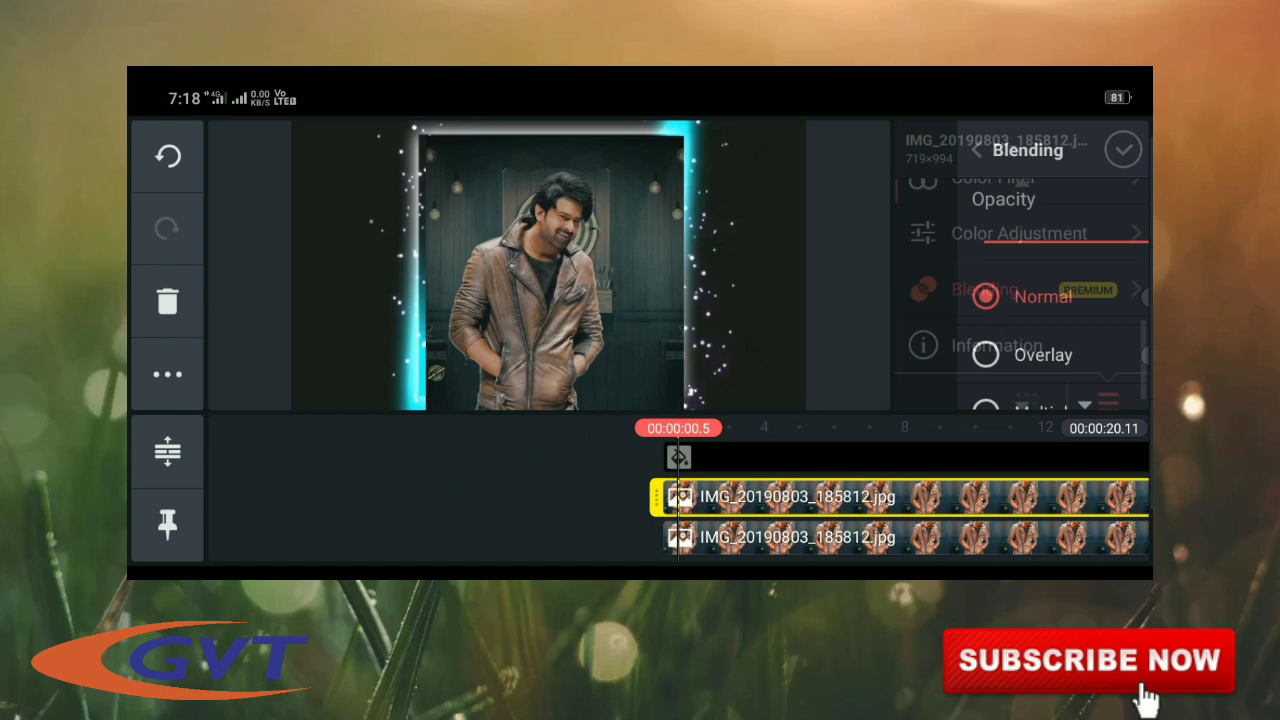 7:18 4G 0.00 KB/S Vo LTE
81
IMG_20190803_185812.j...
719×994
Blending
Color Filter
Opacity
Color Adjustment
Blending PREMIUM
Normal
Information
Overlay
00:00:00.5
4
8
12
00:00:20.11
IMG_20190803_185812.jpg
IMG_20190803_185812.jpg
GVT
SUBSCRIBE NOW